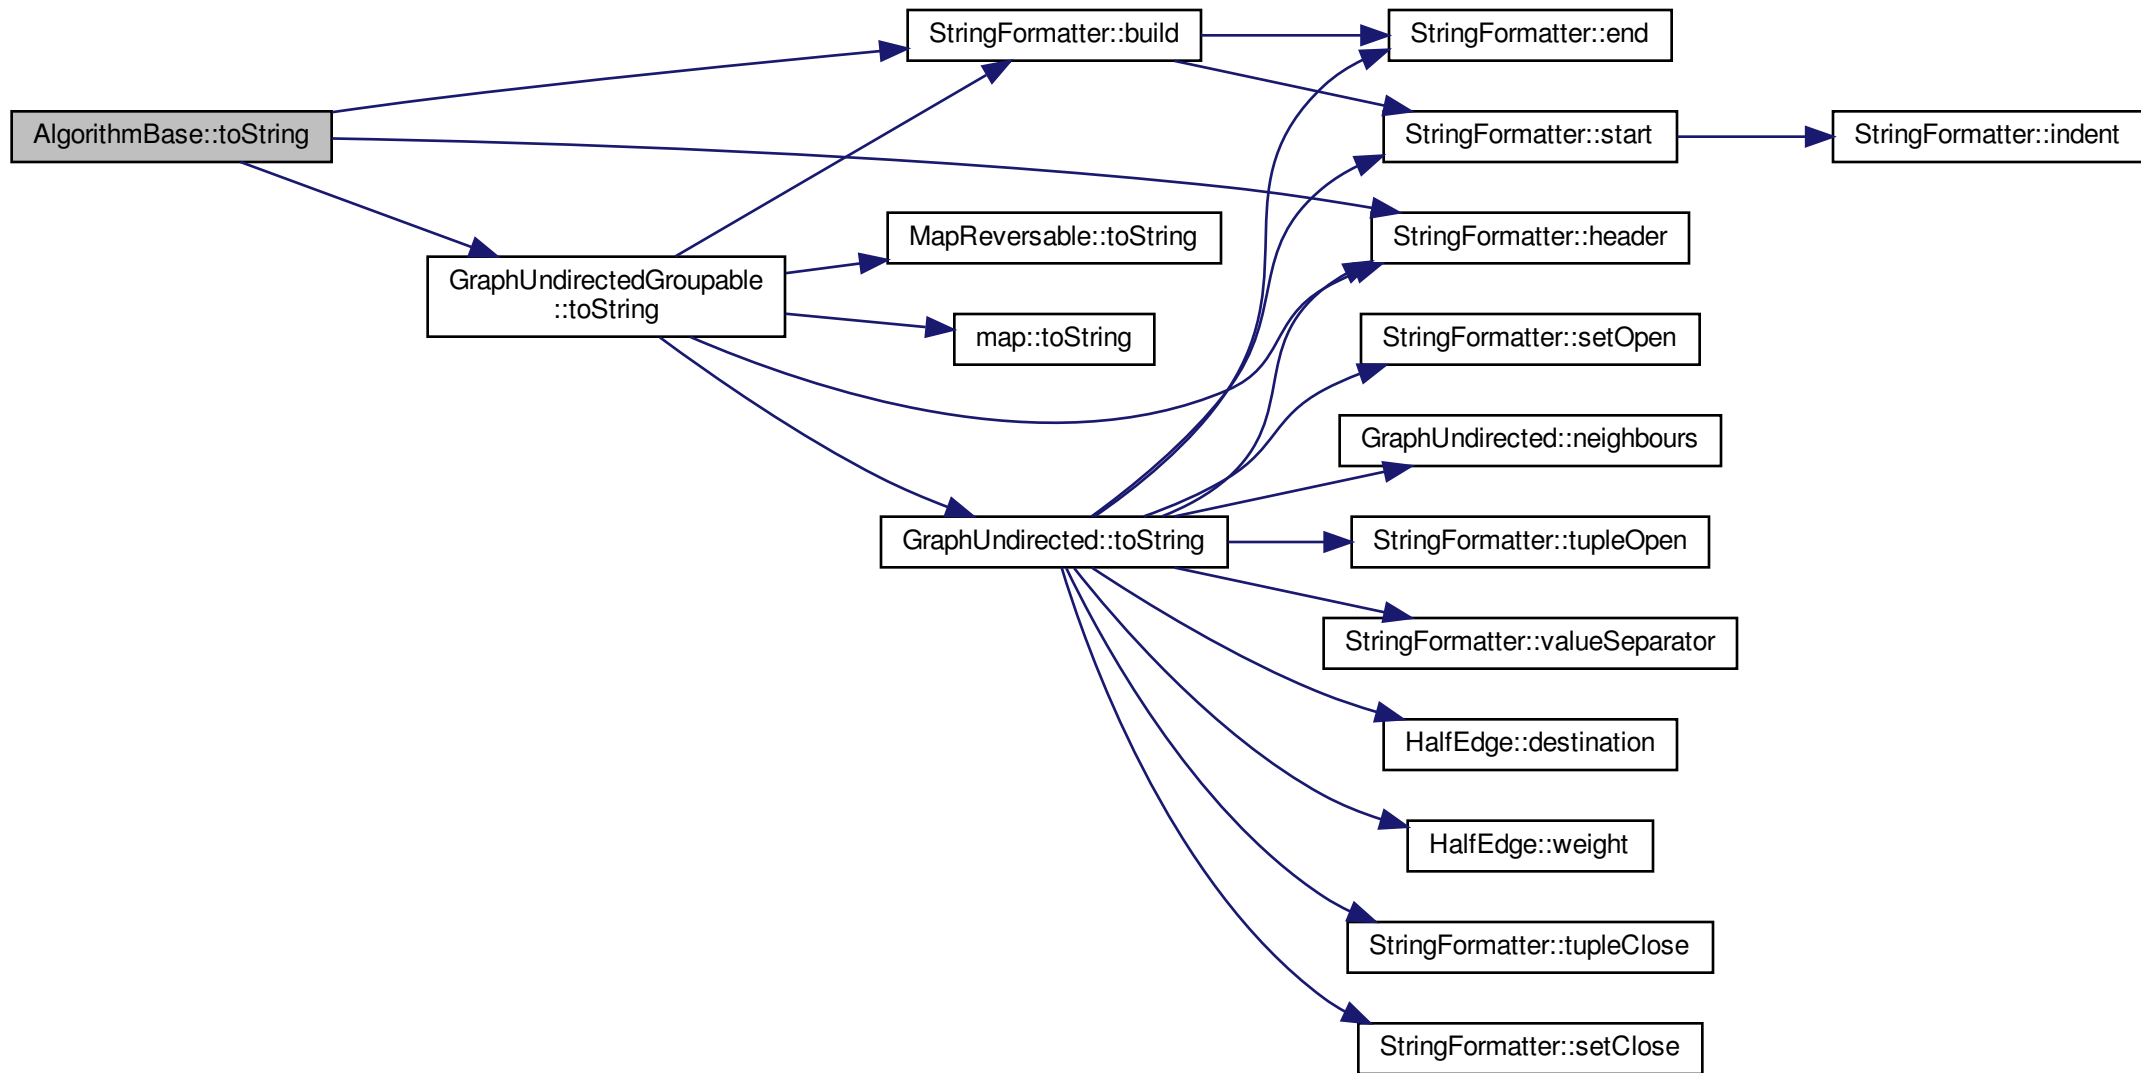 StringFormatter::build
StringFormatter::end
AlgorithmBase::toString
StringFormatter::start
StringFormatter::indent
MapReversable::toString
StringFormatter::header
GraphUndirectedGroupable
::toString
map::toString
StringFormatter::setOpen
GraphUndirected::neighbours
GraphUndirected::toString
StringFormatter::tupleOpen
StringFormatter::valueSeparator
HalfEdge::destination
HalfEdge::weight
StringFormatter::tupleClose
StringFormatter::setClose